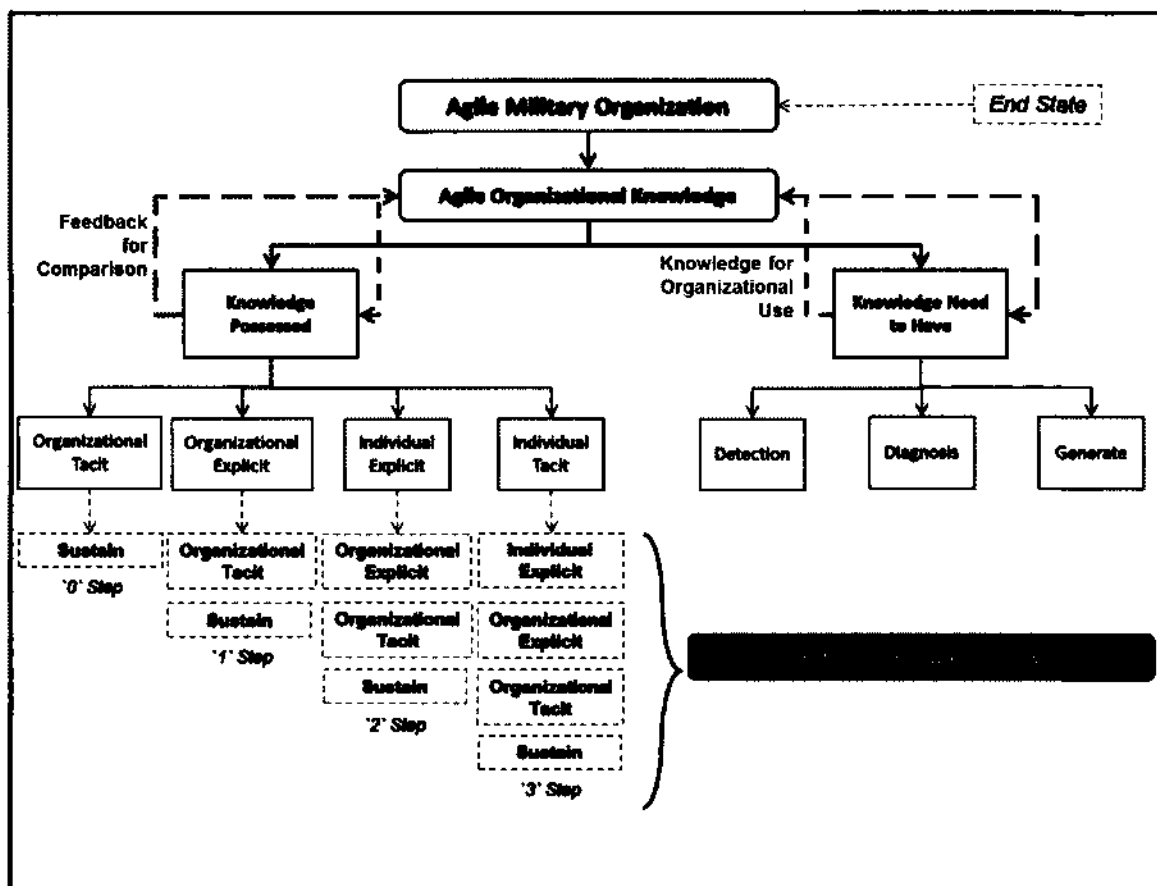 Agile Military Organization
End State
Agile Organizational Knowledge
Feedback
for
Comparison
Knowledge for
Organizational
Use
Knowledge
Possessed
Knowledge Need
to Have
Organizational
Tacit
Organizational
Explicit
Individual
Explicit
Individual
Tacit
Detection
Diagnosis
Generate
Sustain
'0' Step
Organizational
Tacit
Sustain
'1' Step
Organizational
Explicit
Organizational
Tacit
Sustain
'2' Step
Individual
Explicit
Organizational
Explicit
Organizational
Tacit
Sustain
'3' Step